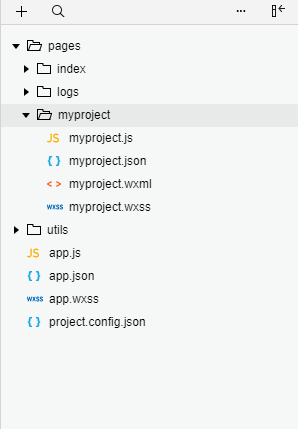 pages
index
logs
myproject
JS myproject.js
{ } myproject.json
< > myproject.wxml
wxss myproject.wxss
utils
JS app.js
{ } app.json
wxss app.wxss
{ } project.config.json